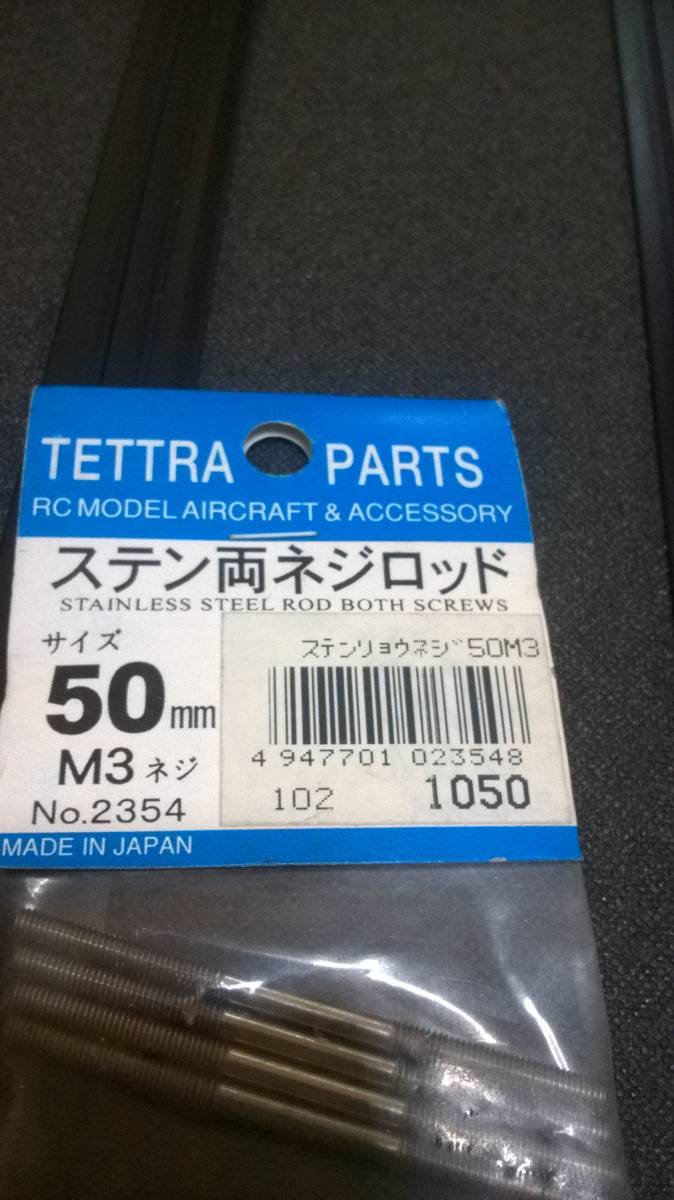 TETTRA PARTS
RC MODEL AIRCRAFT & ACCESSORY
ステン両ネジロッド
STAINLESS STEEL ROD BOTH SCREWS
サイズ
50mm
M3ネジ
No.2354
ステンリョウネジ 50M3
4 947701 023548
102 1050
MADE IN JAPAN